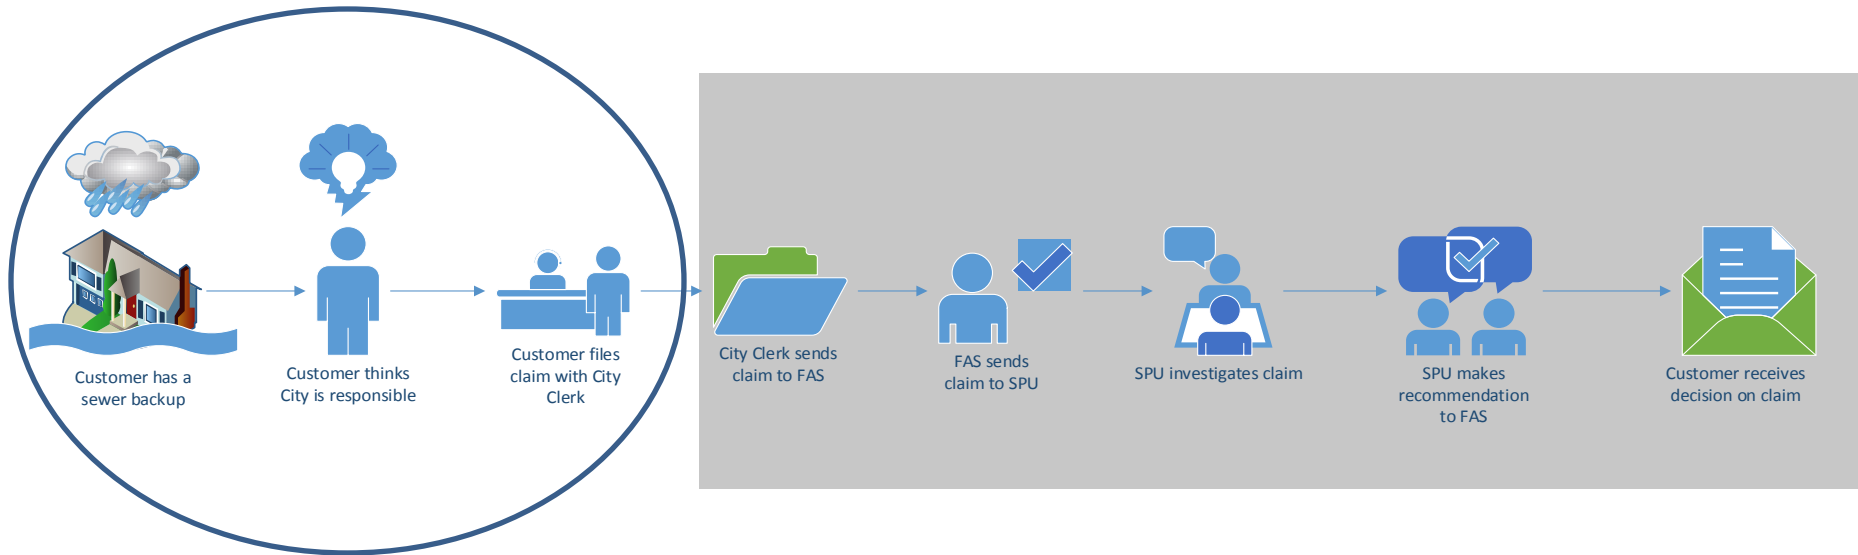 Customer has a
sewer backup
Customer thinks
City is responsible
Customer files
claim with City
Clerk
City Clerk sends
claim to FAS
FAS sends
claim to SPU
SPU investigates claim
SPU makes
recommendation
to FAS
Customer receives
decision on claim